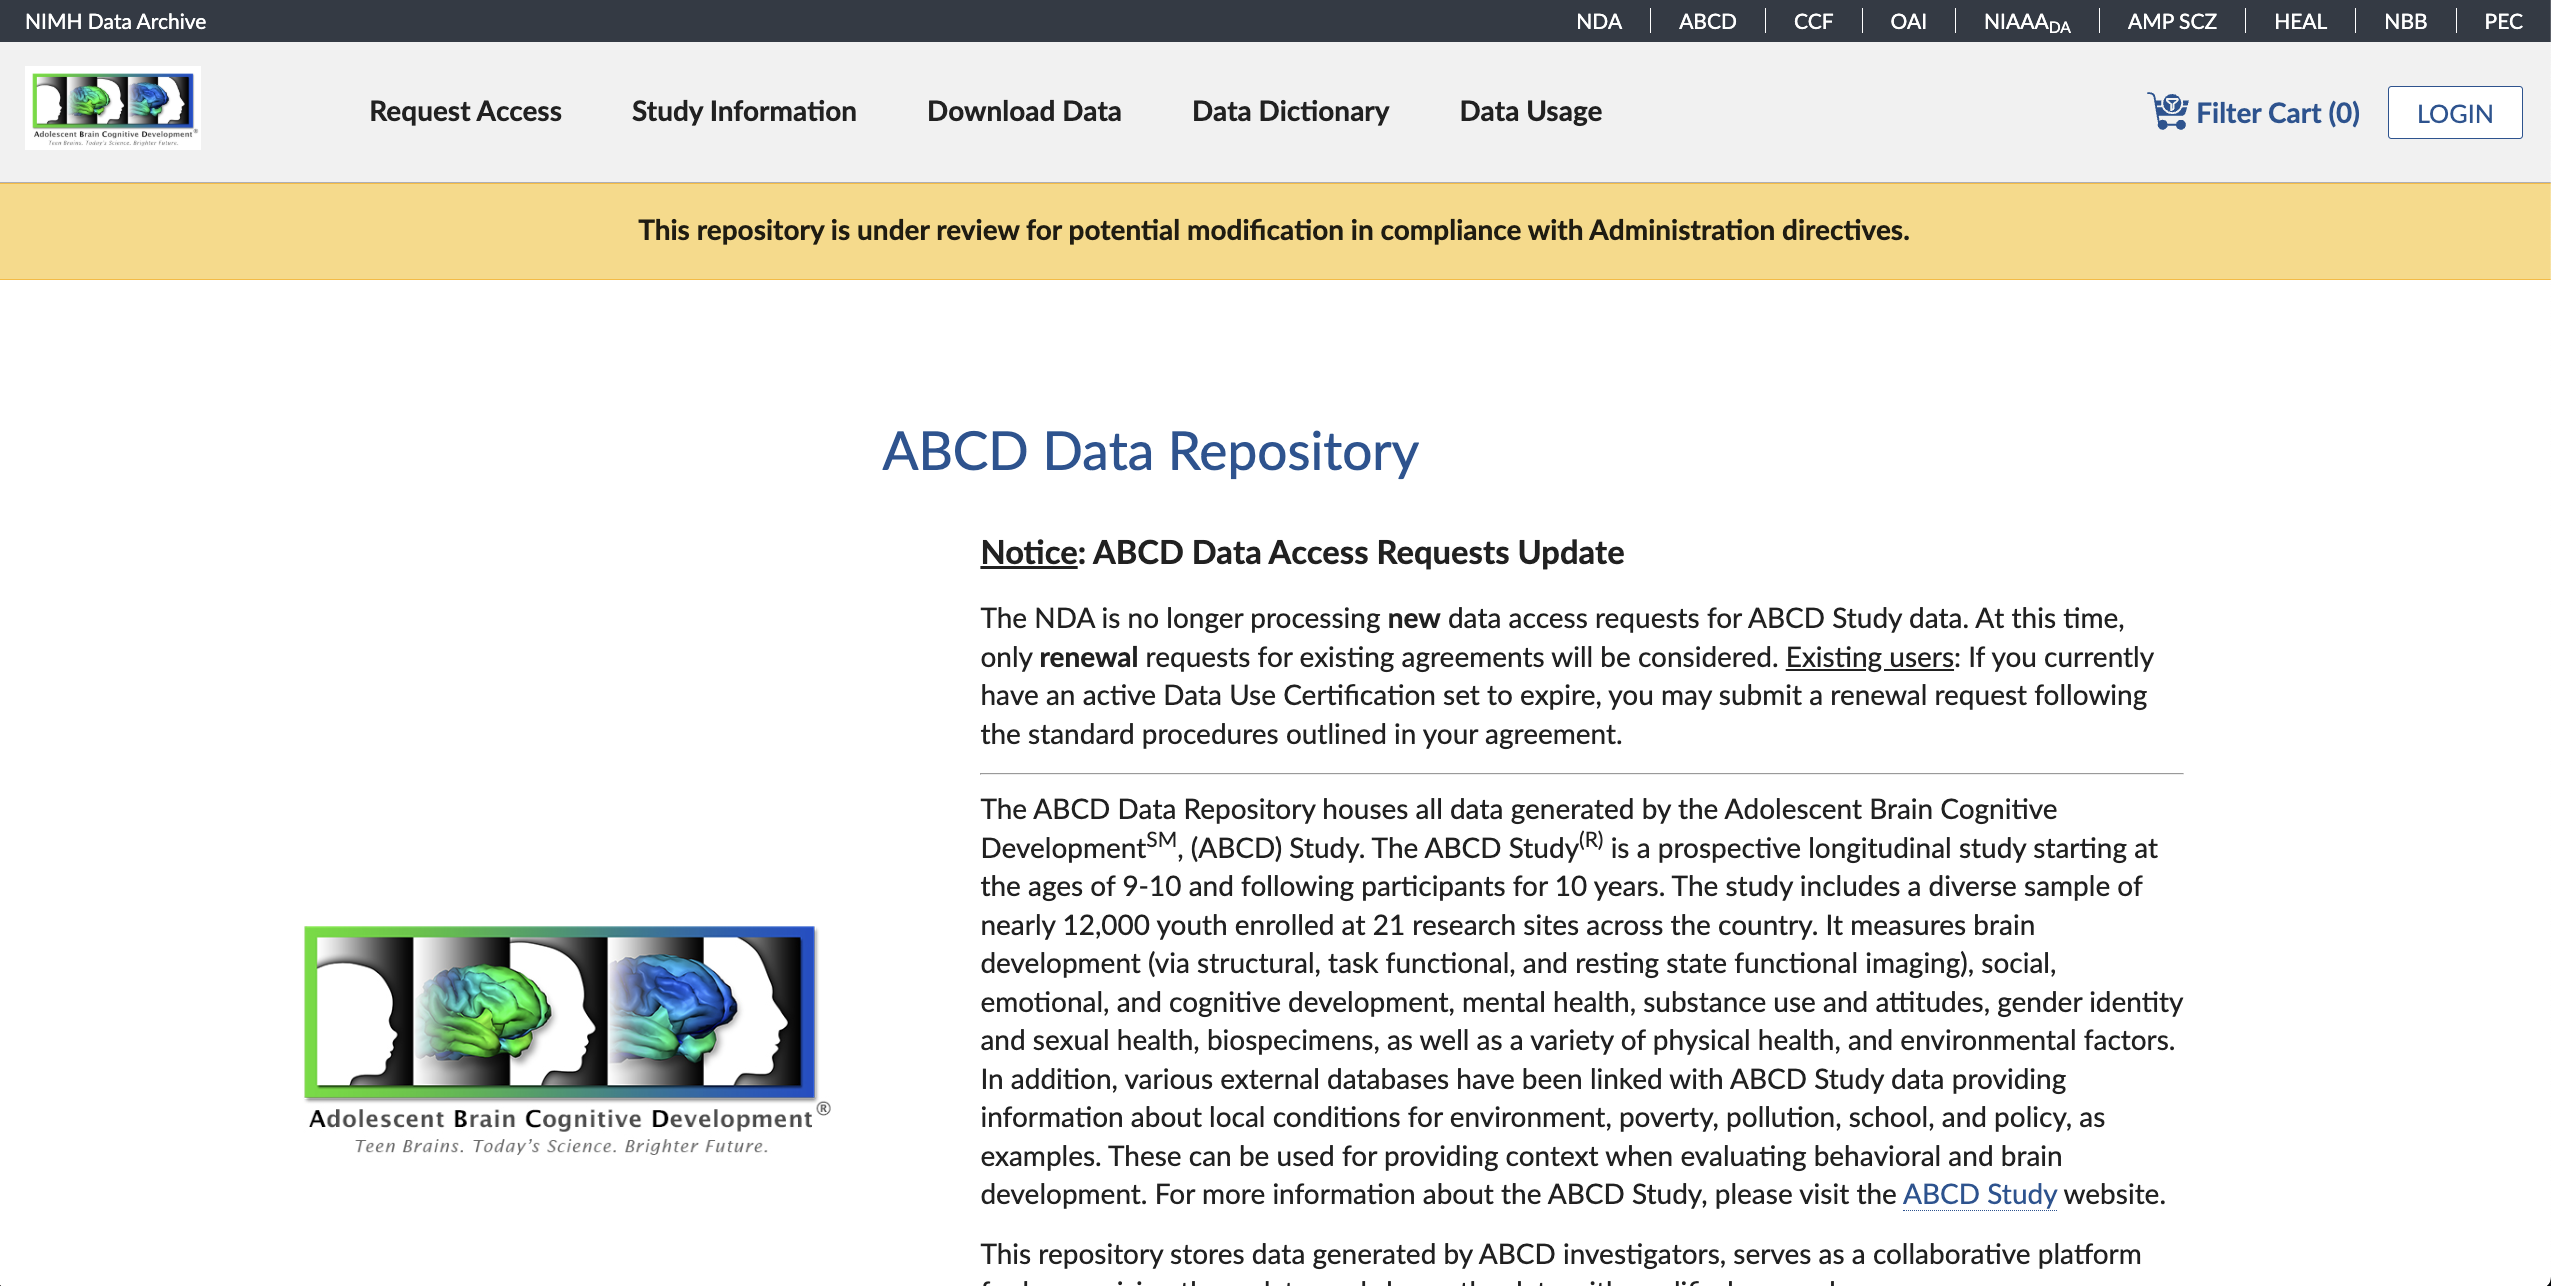 NIMH Data Archive
NDA
ABCD
CCF
OAI
NIAAADA
AMP SCZ
HEAL
NBB
PEC
Adolescent Brain Cognitive Development®
Teen Brains. Today's Science. Brighter Future.
Request Access
Study Information
Download Data
Data Dictionary
Data Usage
Filter Cart (0)
LOGIN
This repository is under review for potential modification in compliance with Administration directives.
ABCD Data Repository
Notice: ABCD Data Access Requests Update
The NDA is no longer processing new data access requests for ABCD Study data. At this time,
only renewal requests for existing agreements will be considered. Existing users: If you currently
have an active Data Use Certification set to expire, you may submit a renewal request following
the standard procedures outlined in your agreement.
The ABCD Data Repository houses all data generated by the Adolescent Brain Cognitive
DevelopmentSM, (ABCD) Study. The ABCD Study(R) is a prospective longitudinal study starting at
the ages of 9-10 and following participants for 10 years. The study includes a diverse sample of
nearly 12,000 youth enrolled at 21 research sites across the country. It measures brain
development (via structural, task functional, and resting state functional imaging), social,
emotional, and cognitive development, mental health, substance use and attitudes, gender identity
and sexual health, biospecimens, as well as a variety of physical health, and environmental factors.
In addition, various external databases have been linked with ABCD Study data providing
information about local conditions for environment, poverty, pollution, school, and policy, as
examples. These can be used for providing context when evaluating behavioral and brain
development. For more information about the ABCD Study, please visit the ABCD Study website.
This repository stores data generated by ABCD investigators, serves as a collaborative platform
Adolescent Brain Cognitive Development®
Teen Brains. Today's Science. Brighter Future.